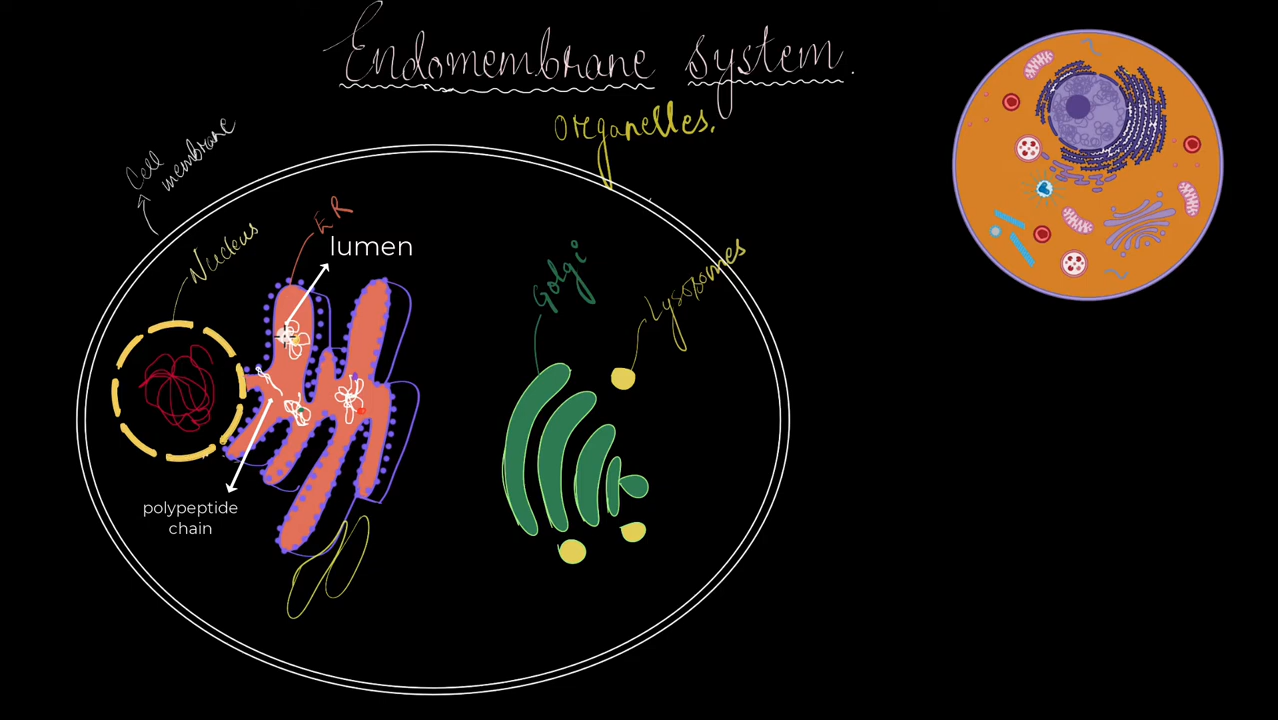 Endomembrane system.
organelles.
Cell
membrane
Nucleus
ER
lumen
Golgi
Lysosomes
polypeptide
chain